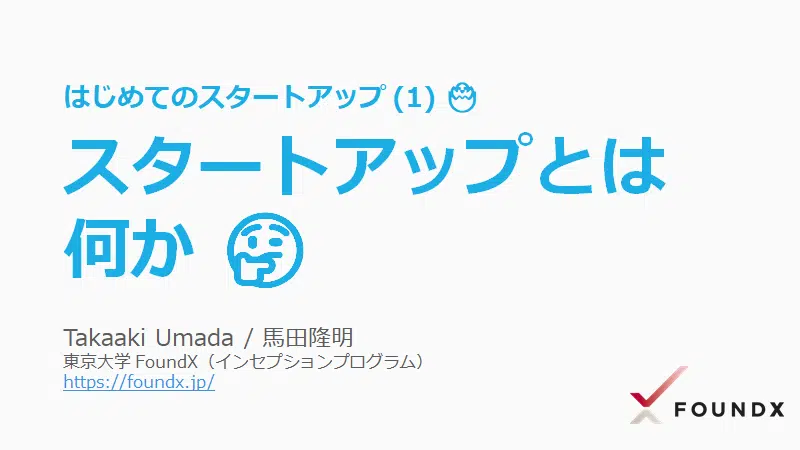 はじめてのスタートアップ (1) 🐣
スタートアップとは
何か 🤔
Takaaki Umada / 馬田隆明
東京大学 FoundX（インセプションプログラム）
https://foundx.jp/
FOUNDX